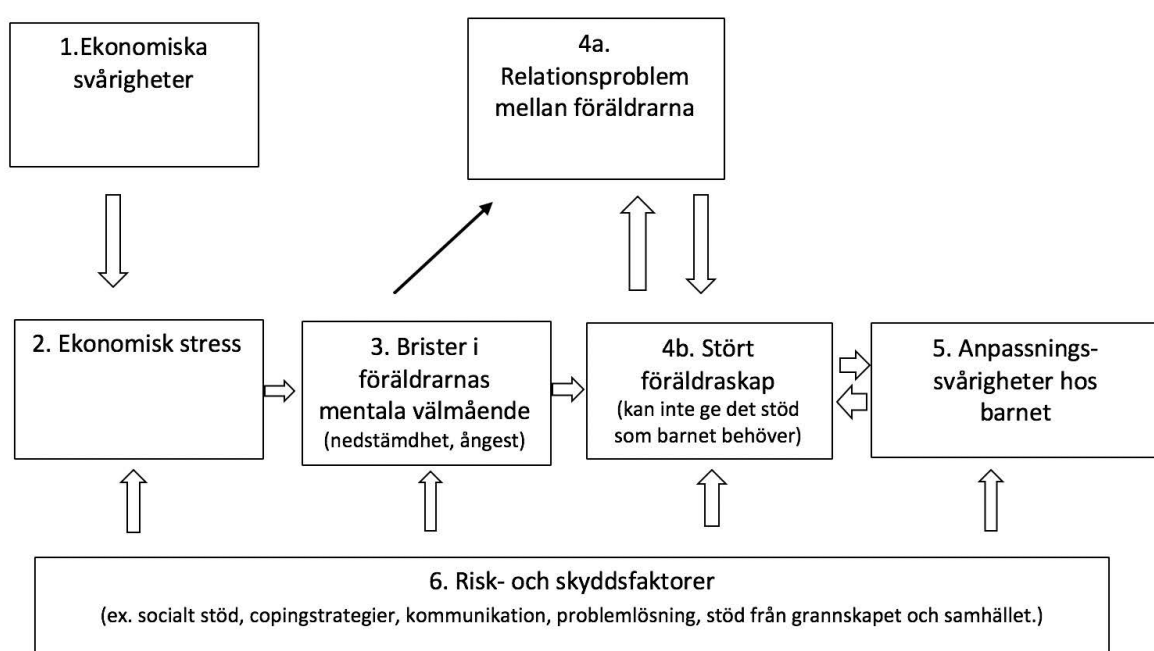 1.Ekonomiska
svårigheter
4a.
Relationsproblem
mellan föräldrarna
2. Ekonomisk stress
3. Brister i
föräldrarnas
mentala välmående
(nedstämdhet, ångest)
4b. Stört
föräldraskap
(kan inte ge det stöd
som barnet behöver)
5. Anpassnings-
svårigheter hos
barnet
6. Risk- och skyddsfaktorer
(ex. socialt stöd, copingstrategier, kommunikation, problemlösning, stöd från grannskapet och samhället.)